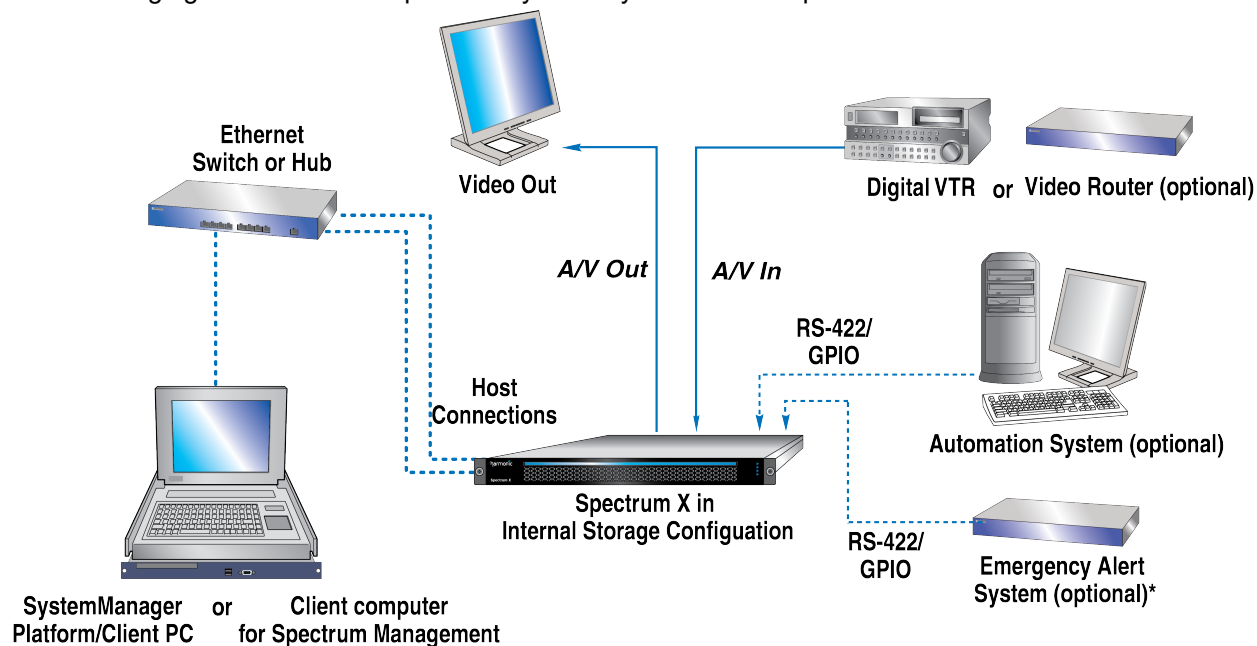 Ethernet
Switch or Hub
Video Out
Digital VTR or Video Router (optional)
A/V Out
A/V In
RS-422/
GPIO
Host
Connections
Automation System (optional)
harmonic
Spectrum X
Spectrum X in
Internal Storage Configuation
RS-422/
GPIO
Emergency Alert
System (optional)*
SystemManager or Client computer
Platform/Client PC for Spectrum Management